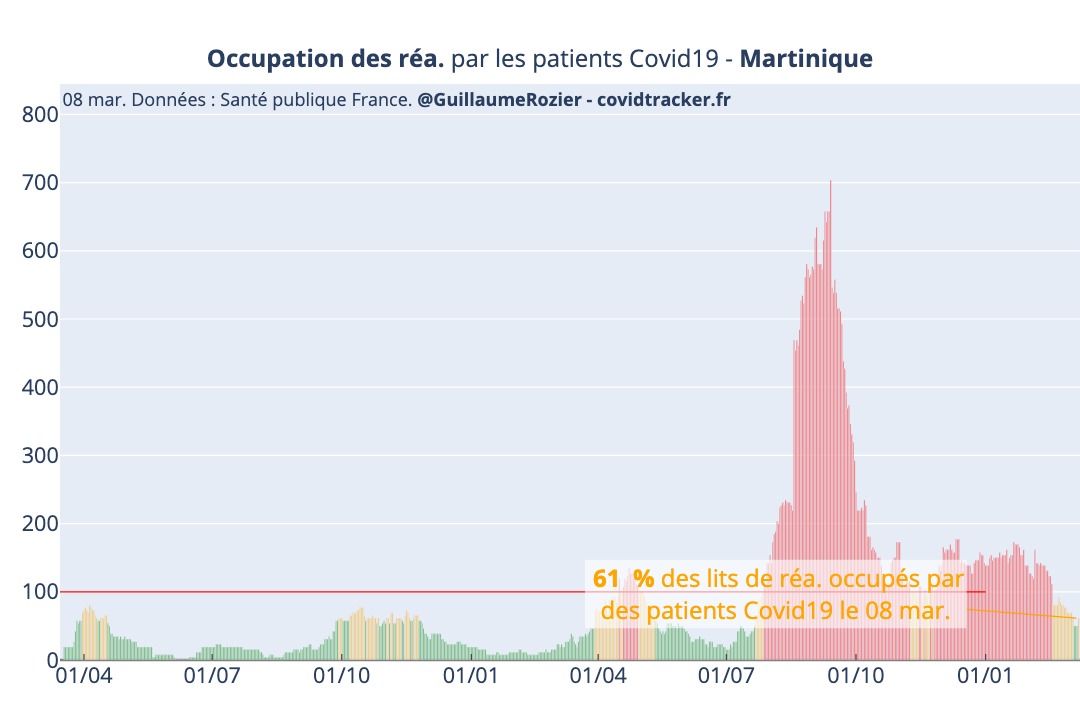 Occupation des réa. par les patients Covid19 - Martinique
08 mar. Données : Santé publique France. @GuillaumeRozier - covidtracker.fr
800
700
600
500
400
300
200
100
0
61 % des lits de réa. occupés par
des patients Covid19 le 08 mar.
01/04 01/07 01/10 01/01 01/04 01/07 01/10 01/01